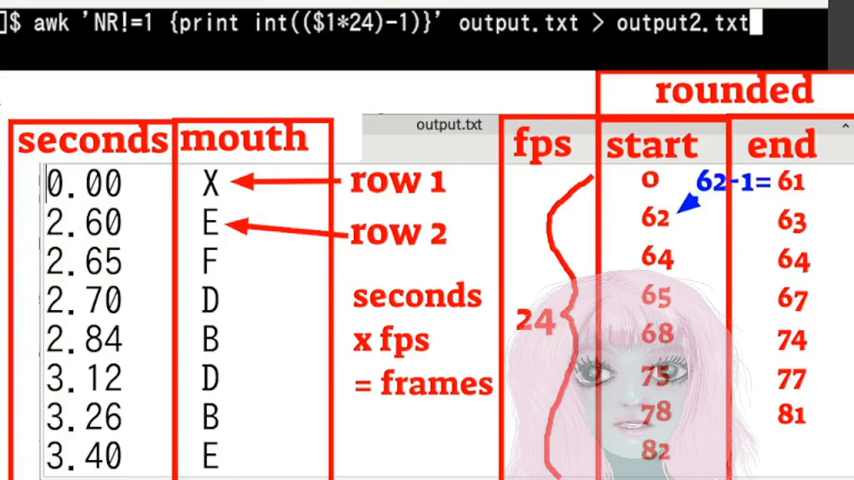 ]$ awk 'NR!=1 {print int(($1*24)-1)}' output.txt > output2.txt
rounded
seconds mouth output.txt fps start end
0.00 X row 1 0 62-1= 61
2.60 E row 2 62 63
2.65 F 64 64
2.70 D seconds 24 65 67
2.84 B x fps 68 74
3.12 D = frames 75 77
3.26 B 78 81
3.40 E 82